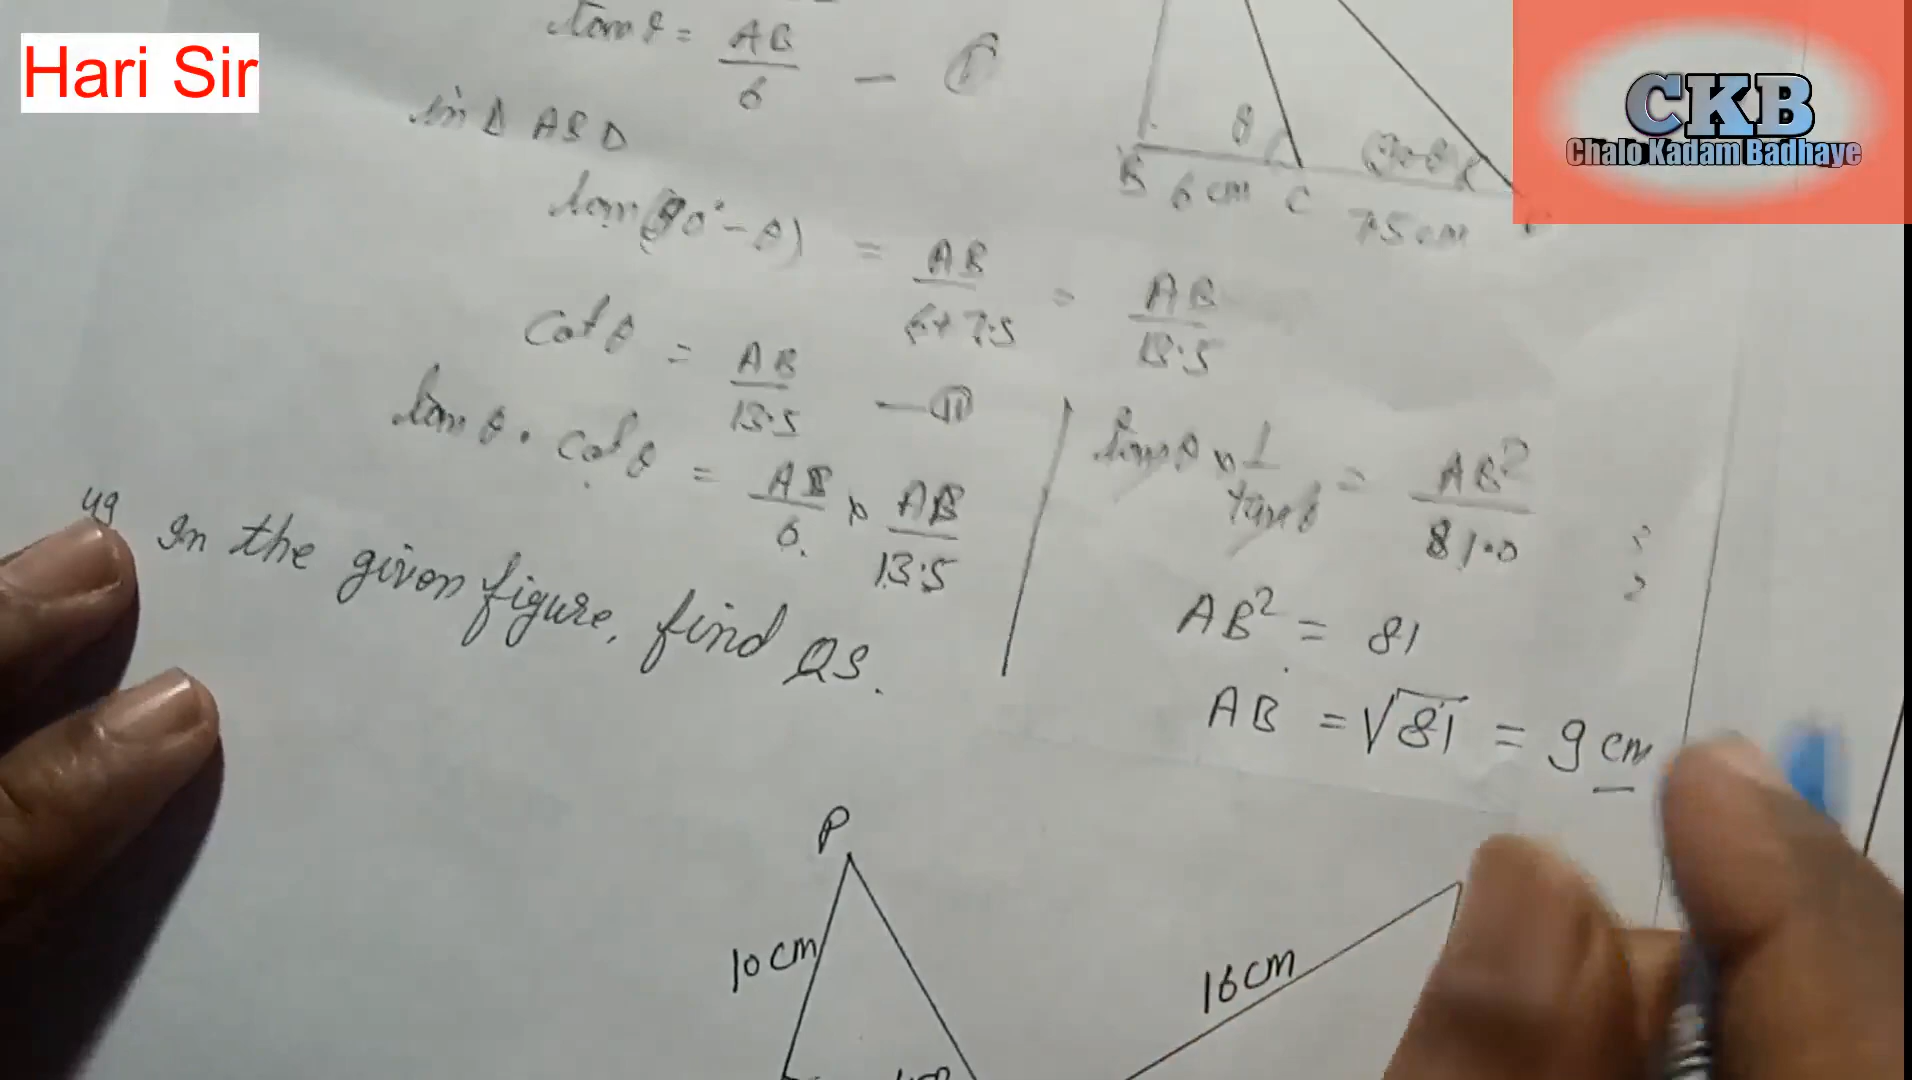 Hari Sir
CKB
Chalo Kadam Badhaye
tan θ = AB/6 — Ⓘ
in Δ ABD
tan(90° - θ) = AB/6+7.5 = AB/13.5
cot θ = AB/13.5 — Ⓘ Ⓘ
tan θ . cot θ = AB/6 × AB/13.5
tan θ × 1/tan θ = AB²/81.0
AB² = 81
AB = √81 = 9 cm
B 6 cm C 7.5 cm
θ (90-θ)
49 In the given figure, find QS.
P
10 cm
16 cm